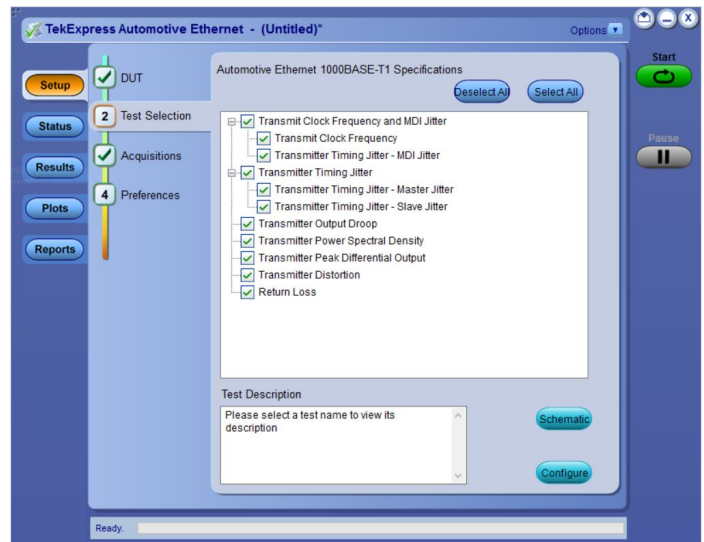 TekExpress Automotive Ethernet - (Untitled)*
Options
Start
Pause
Setup
Status
Results
Plots
Reports
DUT
2 Test Selection
Acquisitions
4 Preferences
Automotive Ethernet 1000BASE-T1 Specifications
Deselect All
Select All
Transmit Clock Frequency and MDI Jitter
Transmit Clock Frequency
Transmitter Timing Jitter - MDI Jitter
Transmitter Timing Jitter
Transmitter Timing Jitter - Master Jitter
Transmitter Timing Jitter - Slave Jitter
Transmitter Output Droop
Transmitter Power Spectral Density
Transmitter Peak Differential Output
Transmitter Distortion
Return Loss
Test Description
Please select a test name to view its
description
Schematic
Configure
Ready.